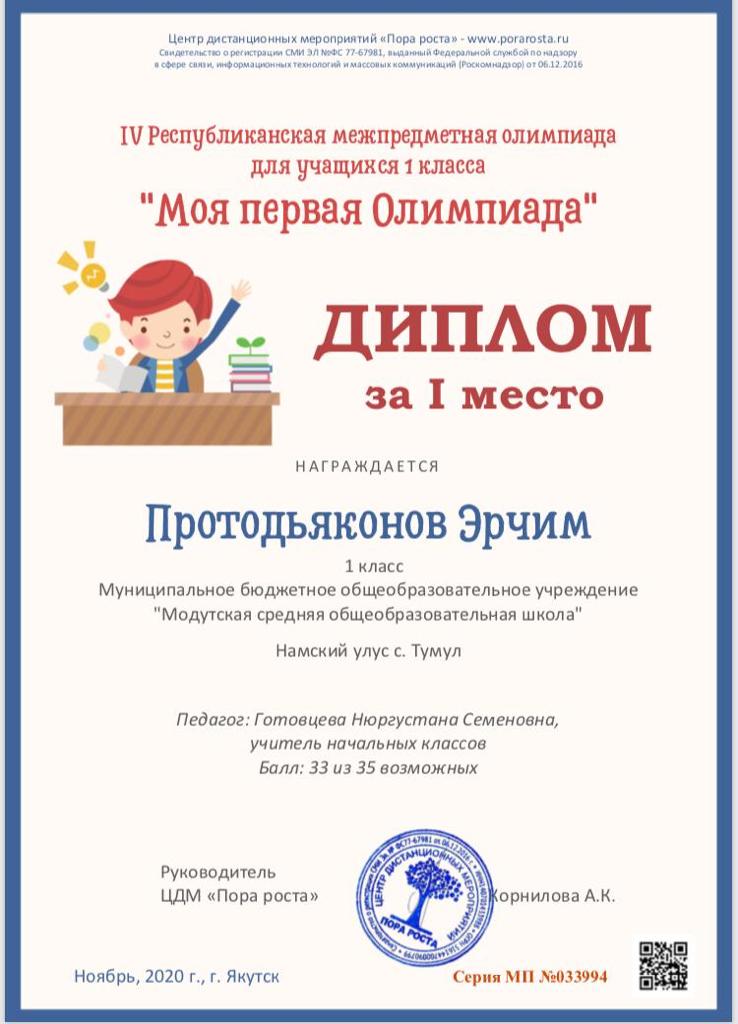 Центр дистанционных мероприятий «Пора роста» - www.porarosta.ru
Свидетельство о регистрации СМИ ЭЛ №ФС 77-67981, выданный Федеральной службой по надзору
в сфере связи, информационных технологий и массовых коммуникаций (Роскомнадзор) от 06.12.2016
IV Республиканская межпредметная олимпиада
для учащихся 1 класса
"Моя первая Олимпиада"
ДИПЛОМ
за I место
НАГРАЖДАЕТСЯ
Протодьяконов Эрчим
1 класс
Муниципальное бюджетное общеобразовательное учреждение
"Модутская средняя общеобразовательная школа"
Намский улус с. Тумул
Педагог: Готовцева Нюргустана Семеновна,
учитель начальных классов
Балл: 33 из 35 возможных
Руководитель
ЦДМ «Пора роста»
Корнилова А.К.
ЦЕНТР ДИСТАНЦИОННЫХ МЕРОПРИЯТИЙ
ПОРА РОСТА
Ноябрь, 2020 г., г. Якутск
Серия МП №033994